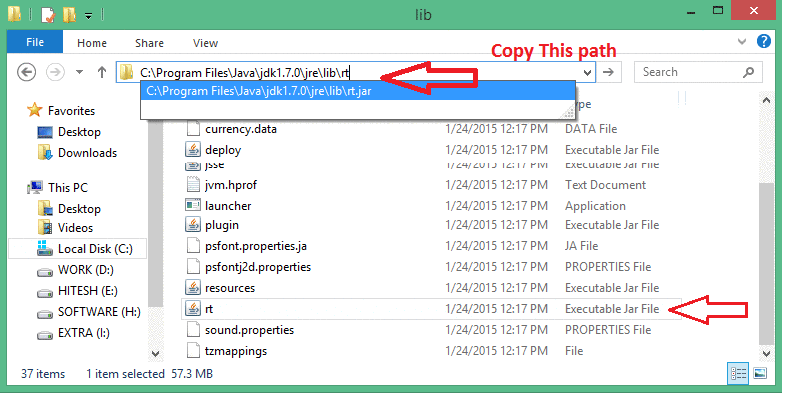 lib
File Home Share View
Copy This path
C:\Program Files\Java\jdk1.7.0\jre\lib\rt
Search
C:\Program Files\Java\jdk1.7.0\jre\lib\rt.jar
Type
Favorites
Desktop
Downloads
This PC
Desktop
Videos
Local Disk (C:)
WORK (D:)
HITESH (E:)
SOFTWARE (H:)
EXTRA (I:)
currency.data 1/24/2015 12:17 PM DATA File
deploy 1/24/2015 12:17 PM Executable Jar File
jsse 1/24/2015 12:17 PM Executable Jar File
jvm.hprof 1/24/2015 12:17 PM Text Document
launcher 1/24/2015 12:17 PM Application
plugin 1/24/2015 12:17 PM Executable Jar File
psfont.properties.ja 1/24/2015 12:17 PM JA File
psfontj2d.properties 1/24/2015 12:17 PM PROPERTIES File
resources 1/24/2015 12:17 PM Executable Jar File
rt 1/24/2015 12:17 PM Executable Jar File
sound.properties 1/24/2015 12:17 PM PROPERTIES File
tzmappings 1/24/2015 12:17 PM File
37 items 1 item selected 57.3 MB